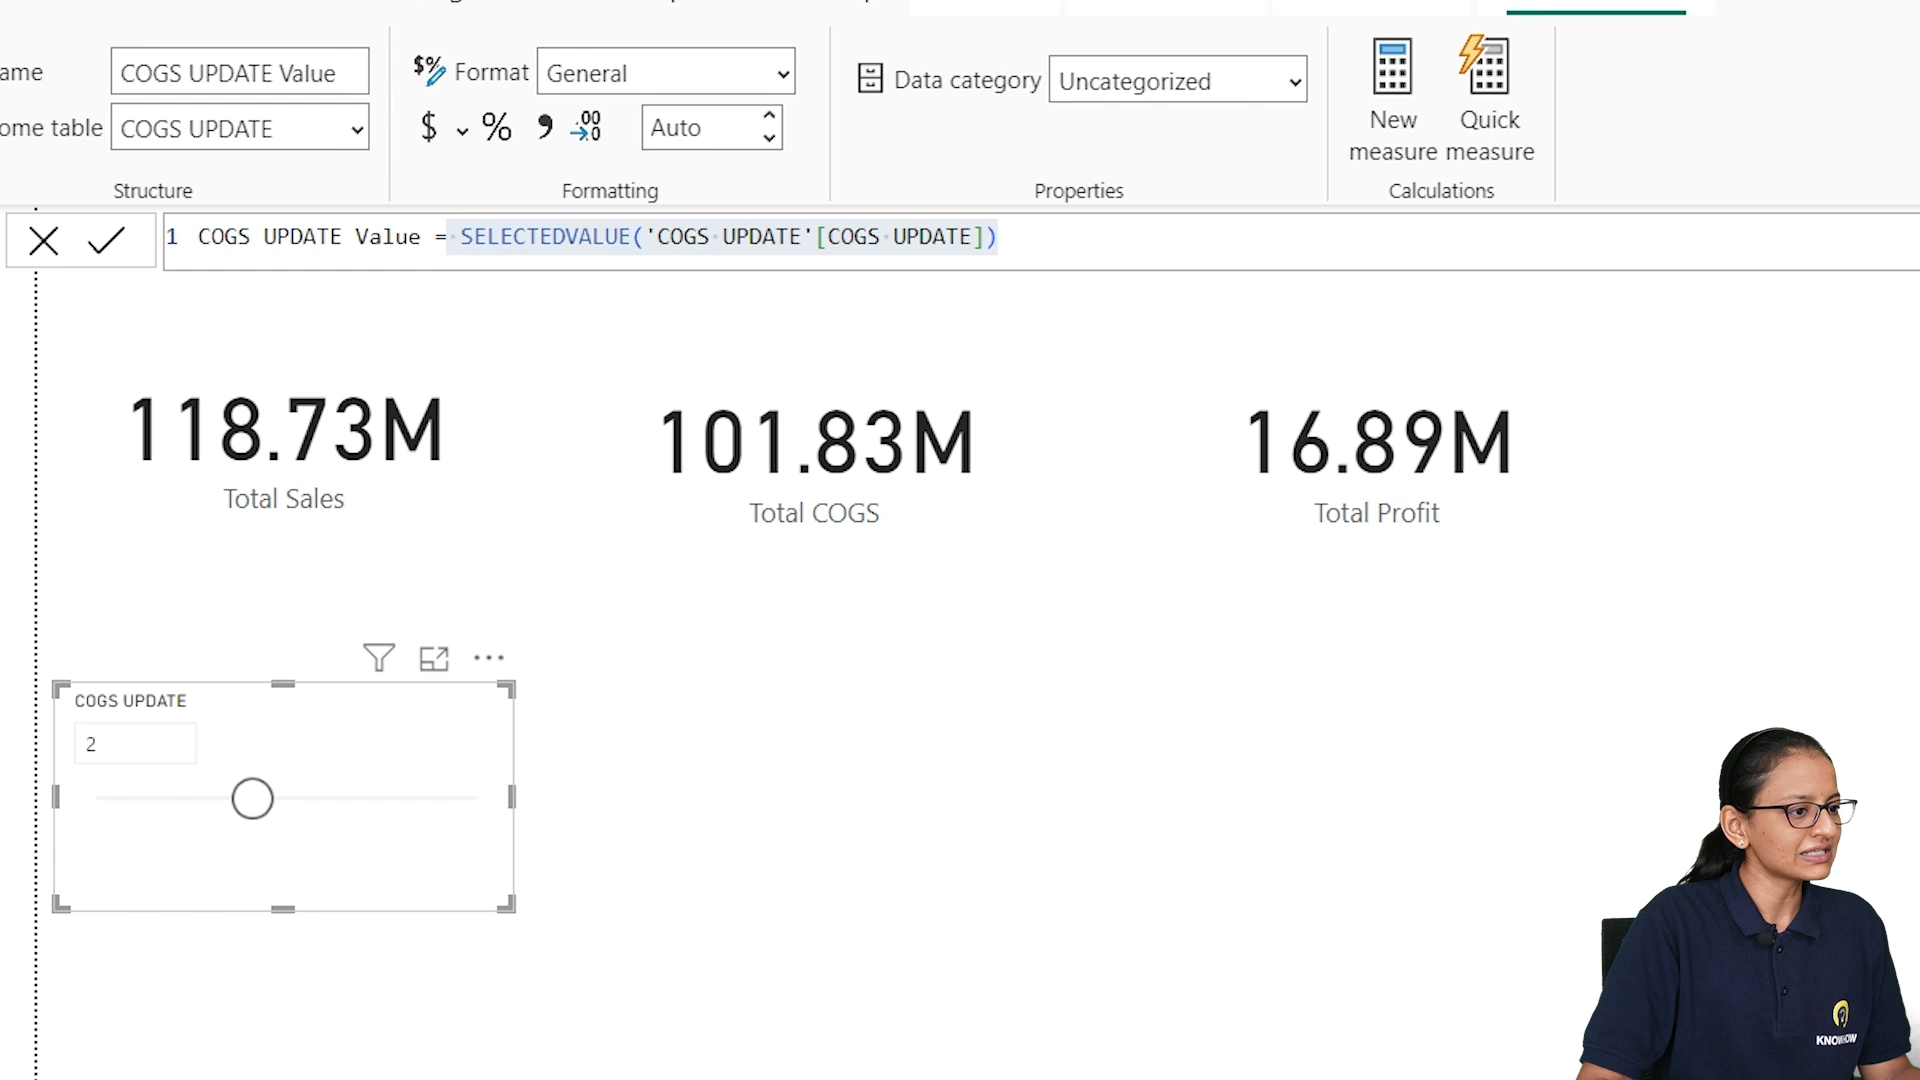 ame
COGS UPDATE Value
ome table
COGS UPDATE
Structure
Format
General
$
%
Auto
Formatting
Data category
Uncategorized
Properties
New
measure
Quick
measure
Calculations
1 COGS UPDATE Value = SELECTEDVALUE('COGS UPDATE'[COGS UPDATE])
118.73M
Total Sales
101.83M
Total COGS
16.89M
Total Profit
COGS UPDATE
2
KNOWHOW